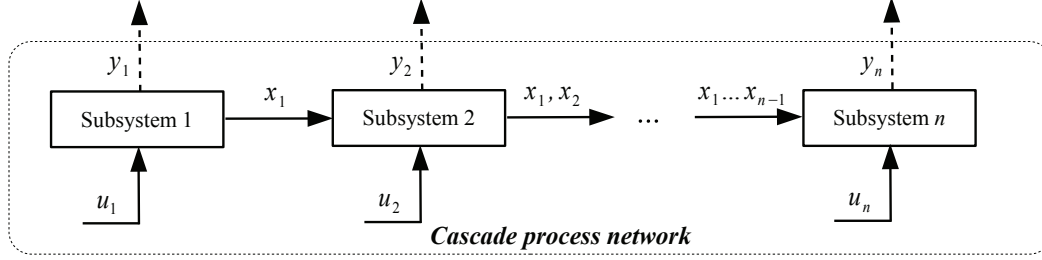 y₁ y₂ yₙ
x₁ x₁, x₂ x₁...xₙ₋₁
Subsystem 1 Subsystem 2 ... Subsystem n
u₁ u₂ uₙ
Cascade process network